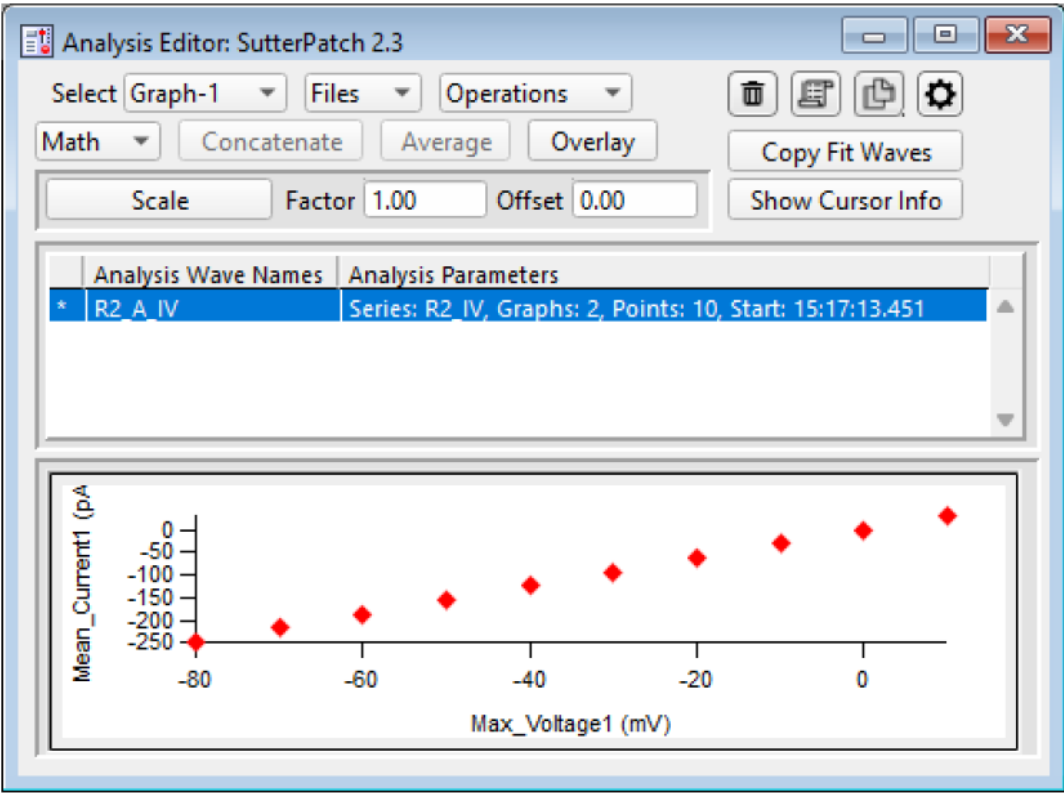 Analysis Editor: SutterPatch 2.3
Select Graph-1 Files Operations
Math Concatenate Average Overlay
Copy Fit Waves
Scale Factor 1.00 Offset 0.00
Show Cursor Info
Analysis Wave Names Analysis Parameters
* R2_A_IV Series: R2_IV, Graphs: 2, Points: 10, Start: 15:17:13.451
Mean_Current1 (pA
0
-50
-100
-150
-200
-250
-80 -60 -40 -20 0
Max_Voltage1 (mV)